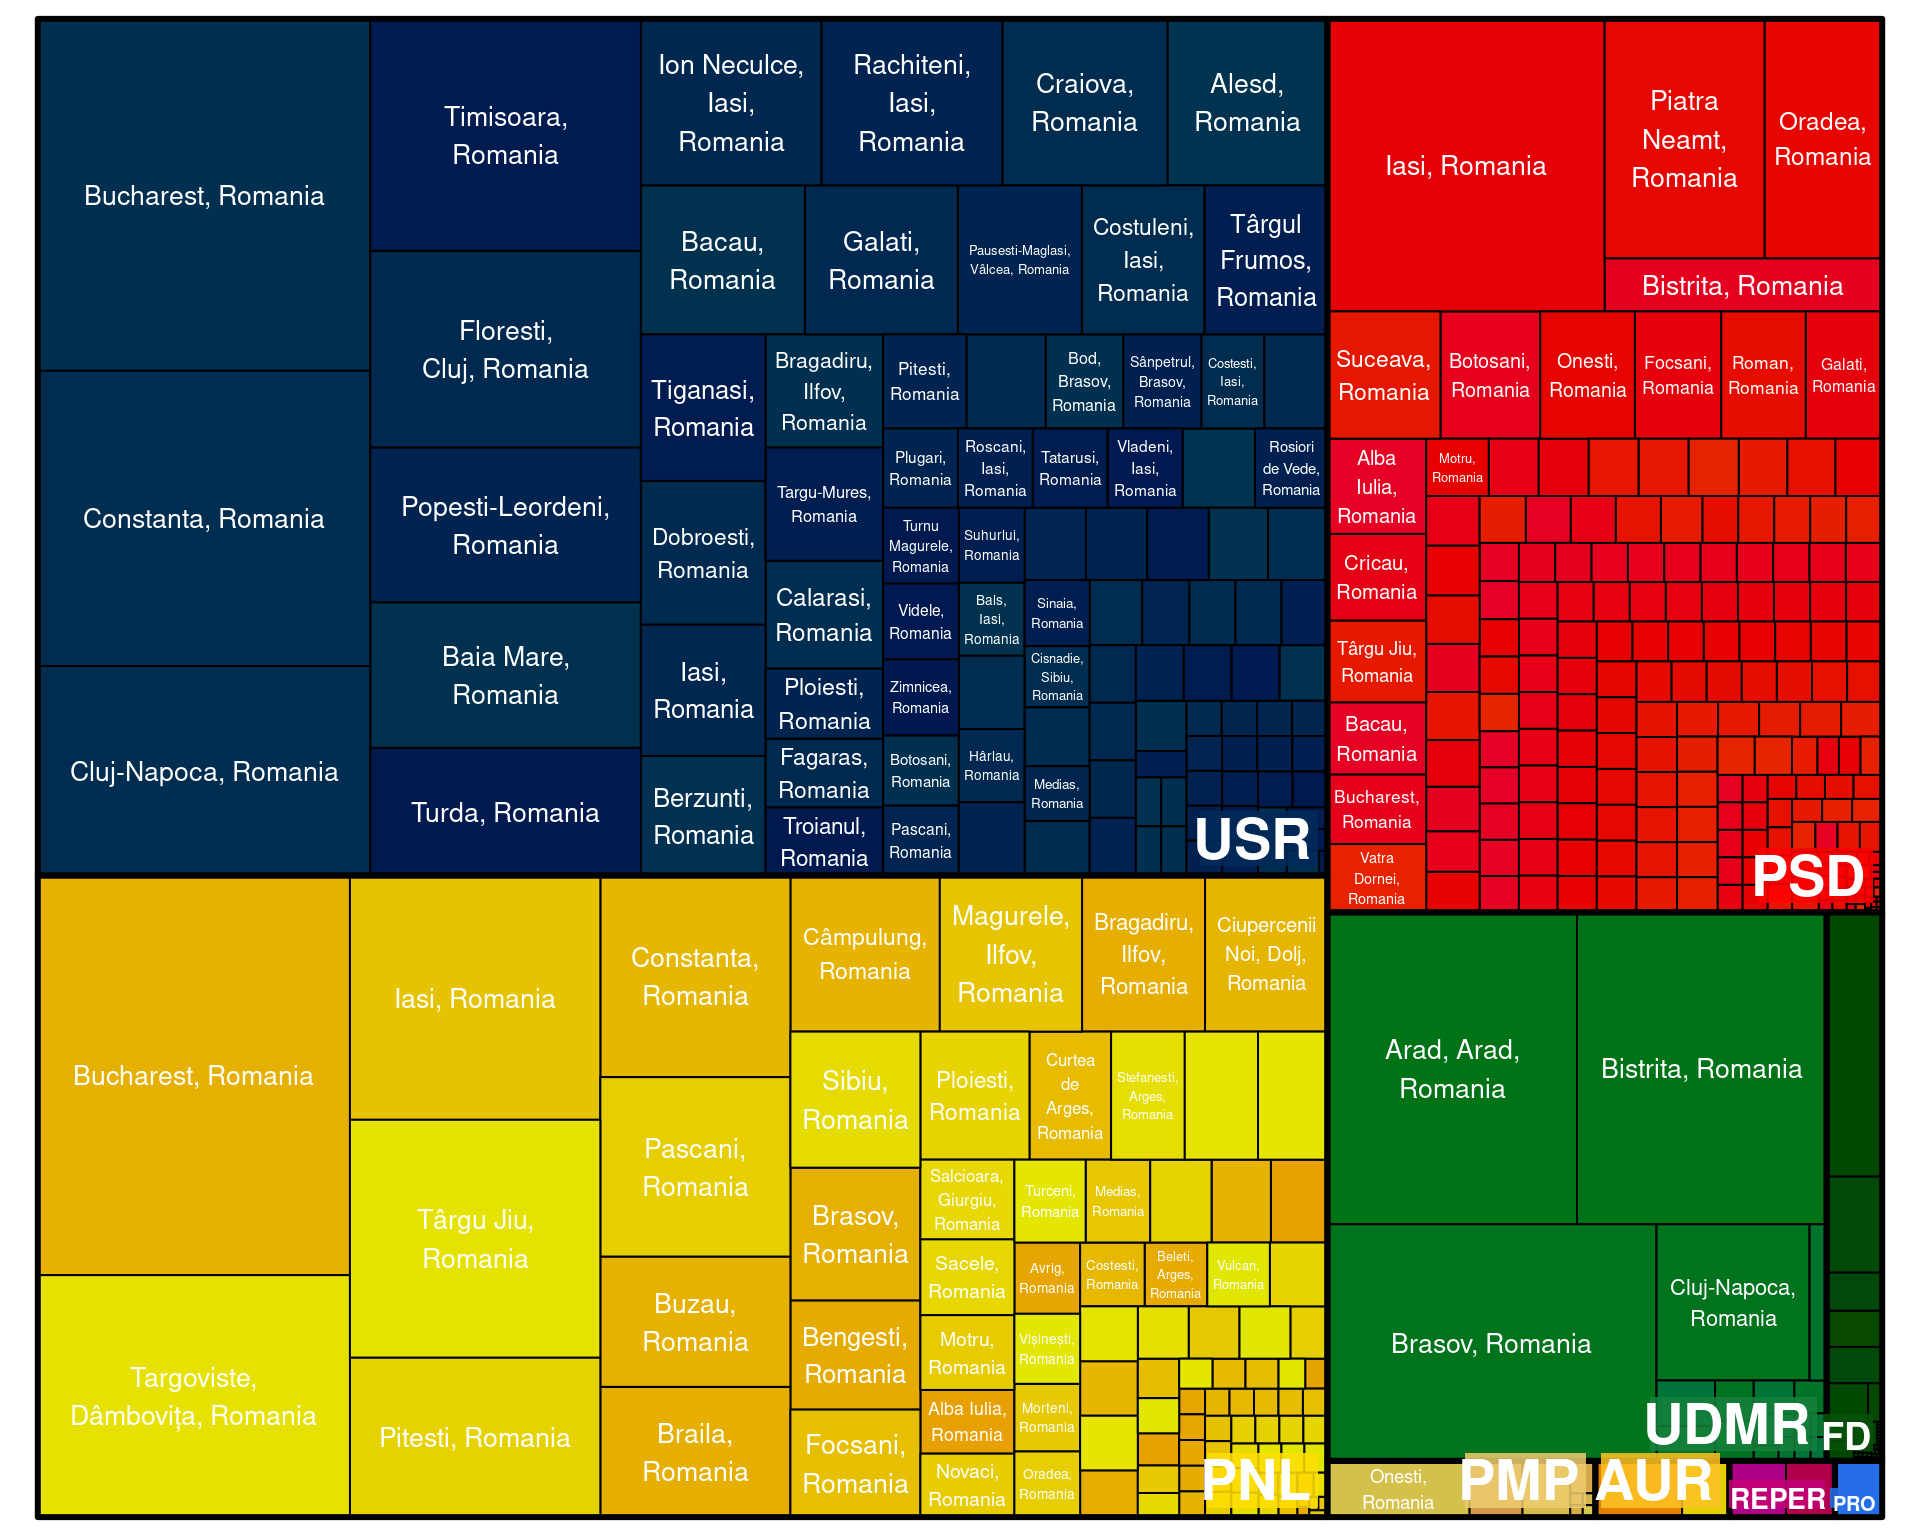 Bucharest, Romania
Constanta, Romania
Cluj-Napoca, Romania
Timisoara,
Romania
Floresti,
Cluj, Romania
Popesti-Leordeni,
Romania
Baia Mare,
Romania
Turda, Romania
Ion Neculce,
Iasi,
Romania
Rachiteni,
Iasi,
Romania
Craiova,
Romania
Alesd,
Romania
Bacau,
Romania
Galati,
Romania
Pausesti-Maglasi,
Vâlcea, Romania
Costuleni,
Iasi,
Romania
Târgul
Frumos,
Romania
Tiganasi,
Romania
Dobroesti,
Romania
Iasi,
Romania
Berzunti,
Romania
Bragadiru,
Ilfov,
Romania
Targu-Mures,
Romania
Calarasi,
Romania
Ploiesti,
Romania
Fagaras,
Romania
Troianul,
Romania
Pitesti,
Romania
Bod,
Brasov,
Romania
Sânpetrul,
Brasov,
Romania
Costesti,
Iasi,
Romania
Plugari,
Romania
Roscani,
Iasi,
Romania
Tatarusi,
Romania
Vladeni,
Iasi,
Romania
Rosiori
de Vede,
Romania
Turnu
Magurele,
Romania
Suhurlui,
Romania
Videle,
Romania
Bals,
Iasi,
Romania
Sinaia,
Romania
Zimnicea,
Romania
Cisnadie,
Sibiu,
Romania
Botosani,
Romania
Hârlau,
Romania
Medias,
Romania
Pascani,
Romania
USR
Iasi, Romania
Piatra
Neamt,
Romania
Oradea,
Romania
Bistrita, Romania
Suceava,
Romania
Botosani,
Romania
Onesti,
Romania
Focsani,
Romania
Roman,
Romania
Galati,
Romania
Alba
Iulia,
Romania
Motru,
Romania
Cricau,
Romania
Târgu Jiu,
Romania
Bacau,
Romania
Bucharest,
Romania
Vatra
Dornei,
Romania
PSD
Bucharest, Romania
Targoviste,
Dâmbovița, Romania
Iasi, Romania
Târgu Jiu,
Romania
Pitesti, Romania
Constanta,
Romania
Pascani,
Romania
Buzau,
Romania
Braila,
Romania
Câmpulung,
Romania
Magurele,
Ilfov,
Romania
Bragadiru,
Ilfov,
Romania
Ciupercenii
Noi, Dolj,
Romania
Sibiu,
Romania
Brasov,
Romania
Bengesti,
Romania
Focsani,
Romania
Ploiesti,
Romania
Curtea
de
Arges,
Romania
Stefanesti,
Arges,
Romania
Salcioara,
Giurgiu,
Romania
Turceni,
Romania
Medias,
Romania
Sacele,
Romania
Avrig,
Romania
Costesti,
Romania
Beleti,
Arges,
Romania
Vulcan,
Romania
Motru,
Romania
Vișinești,
Romania
Alba Iulia,
Romania
Morteni,
Romania
Novaci,
Romania
Oradea,
Romania
PNL
Arad, Arad,
Romania
Bistrita, Romania
Brasov, Romania
Cluj-Napoca,
Romania
UDMR
FD
Onesti,
Romania
PMP
AUR
REPER
PRO